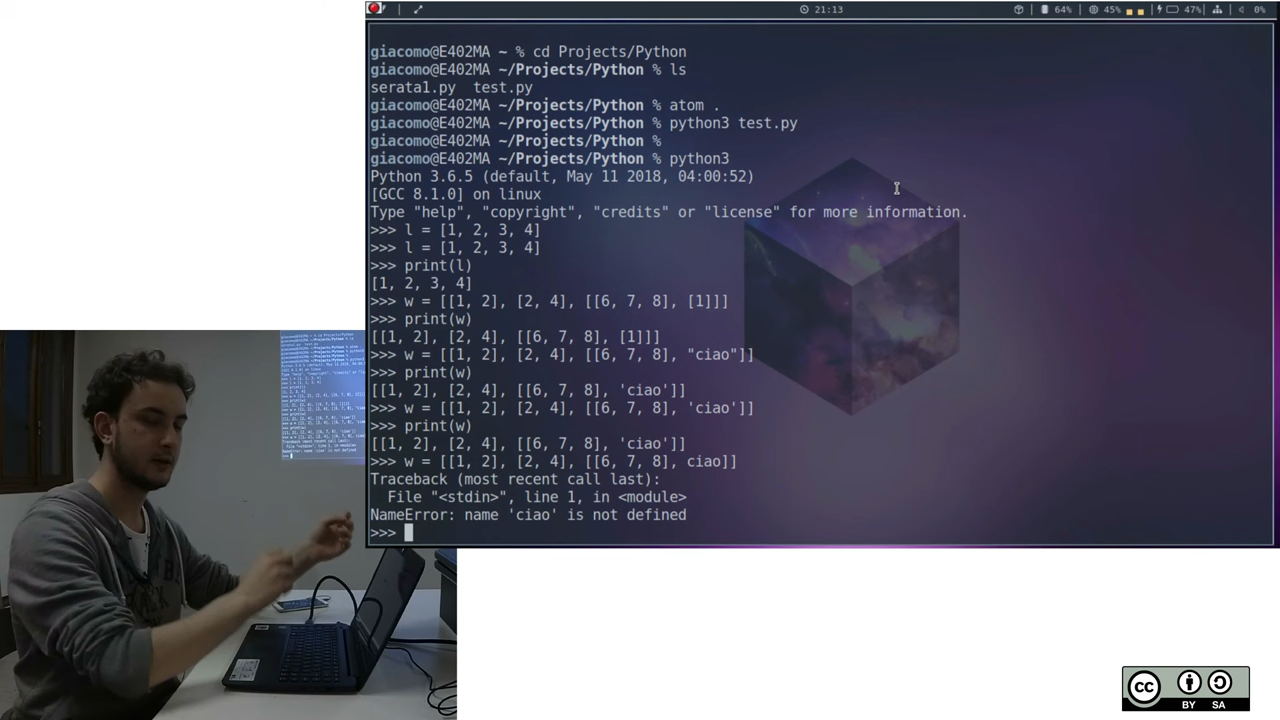 21:13 64% 45% 47% 0%
giacomo@E402MA ~ % cd Projects/Python
giacomo@E402MA ~/Projects/Python % ls
serata1.py  test.py
giacomo@E402MA ~/Projects/Python % atom .
giacomo@E402MA ~/Projects/Python % python3 test.py
giacomo@E402MA ~/Projects/Python %
giacomo@E402MA ~/Projects/Python % python3
Python 3.6.5 (default, May 11 2018, 04:00:52)
[GCC 8.1.0] on linux
Type "help", "copyright", "credits" or "license" for more information.
>>> l = [1, 2, 3, 4]
>>> l = [1, 2, 3, 4]
>>> print(l)
[1, 2, 3, 4]
>>> w = [[1, 2], [2, 4], [[6, 7, 8], [1]]]
>>> print(w)
[[1, 2], [2, 4], [[6, 7, 8], [1]]]
>>> w = [[1, 2], [2, 4], [[6, 7, 8], "ciao"]]
>>> print(w)
[[1, 2], [2, 4], [[6, 7, 8], 'ciao']]
>>> w = [[1, 2], [2, 4], [[6, 7, 8], 'ciao']]
>>> print(w)
[[1, 2], [2, 4], [[6, 7, 8], 'ciao']]
>>> w = [[1, 2], [2, 4], [[6, 7, 8], ciao]]
Traceback (most recent call last):
  File "<stdin>", line 1, in <module>
NameError: name 'ciao' is not defined
>>>
cc BY SA